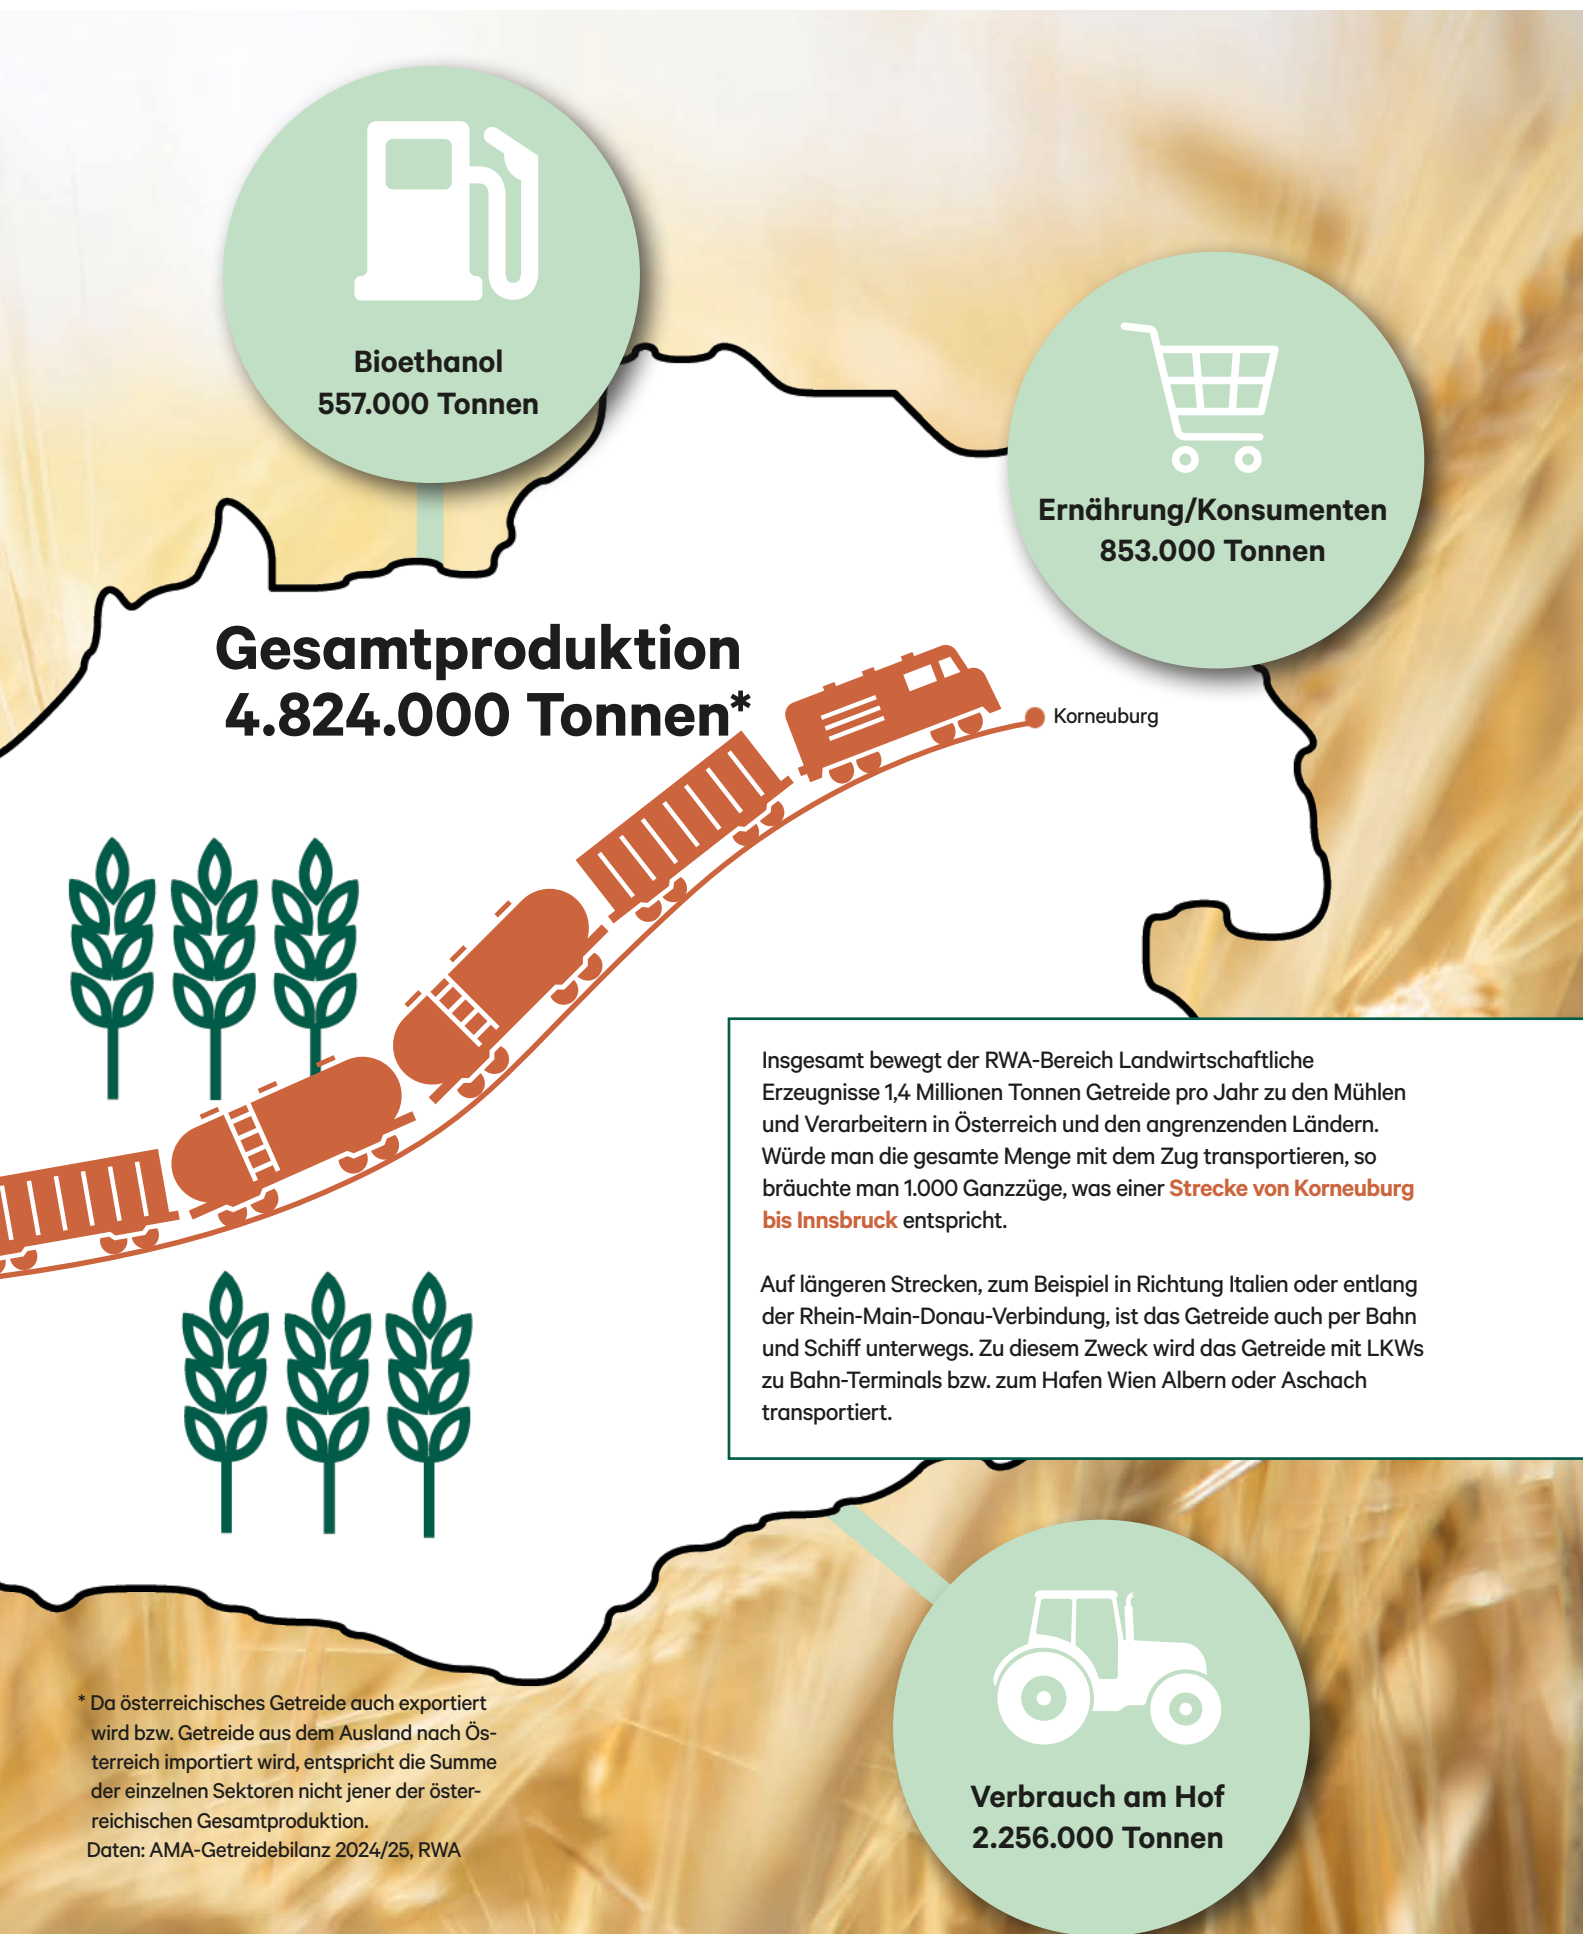 Bioethanol
557.000 Tonnen
Ernährung/Konsumenten
853.000 Tonnen
Gesamtproduktion
4.824.000 Tonnen*
Korneuburg
Insgesamt bewegt der RWA-Bereich Landwirtschaftliche
Erzeugnisse 1,4 Millionen Tonnen Getreide pro Jahr zu den Mühlen
und Verarbeitern in Österreich und den angrenzenden Ländern.
Würde man die gesamte Menge mit dem Zug transportieren, so
bräuchte man 1.000 Ganzzüge, was einer Strecke von Korneuburg
bis Innsbruck entspricht.
Auf längeren Strecken, zum Beispiel in Richtung Italien oder entlang
der Rhein-Main-Donau-Verbindung, ist das Getreide auch per Bahn
und Schiff unterwegs. Zu diesem Zweck wird das Getreide mit LKWs
zu Bahn-Terminals bzw. zum Hafen Wien Albern oder Aschach
transportiert.
Verbrauch am Hof
2.256.000 Tonnen
* Da österreichisches Getreide auch exportiert
wird bzw. Getreide aus dem Ausland nach Ös-
terreich importiert wird, entspricht die Summe
der einzelnen Sektoren nicht jener der öster-
reichischen Gesamtproduktion.
Daten: AMA-Getreidebilanz 2024/25, RWA